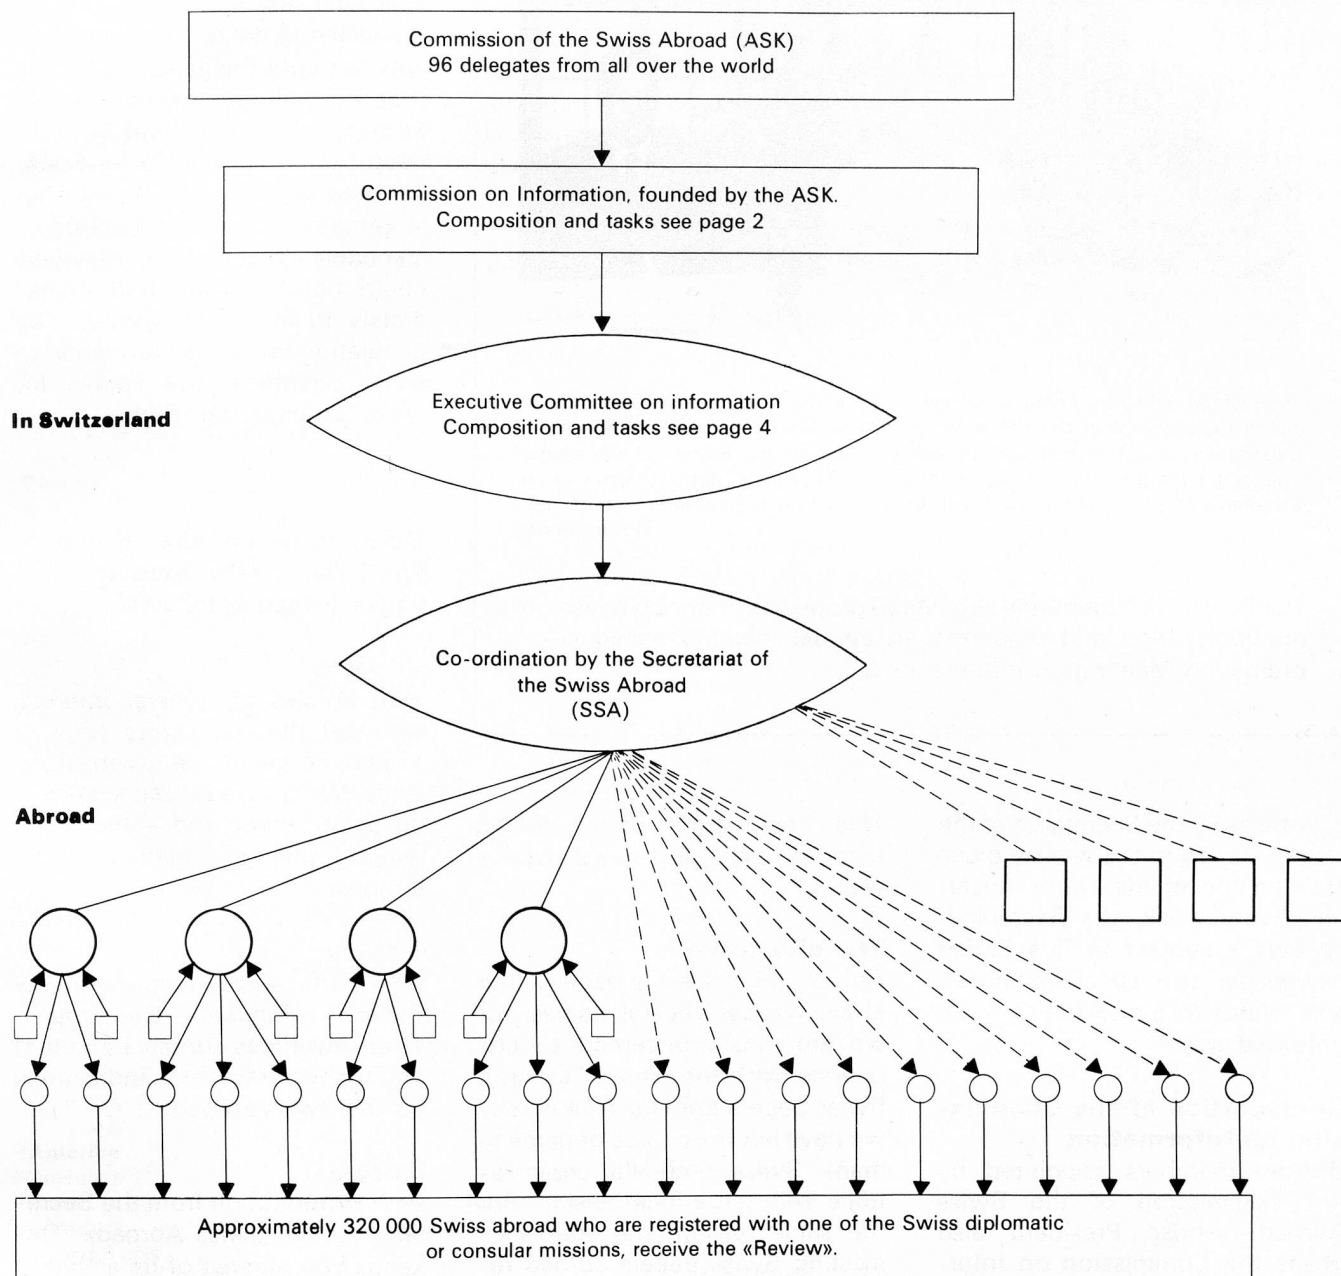 Commission of the Swiss Abroad (ASK)
96 delegates from all over the world
Commission on Information, founded by the ASK.
Composition and tasks see page 2
In Switzerland
Executive Committee on information
Composition and tasks see page 4
Co-ordination by the Secretariat of
the Swiss Abroad
(SSA)
Abroad
Approximately 320 000 Swiss abroad who are registered with one of the Swiss diplomatic
or consular missions, receive the «Review».